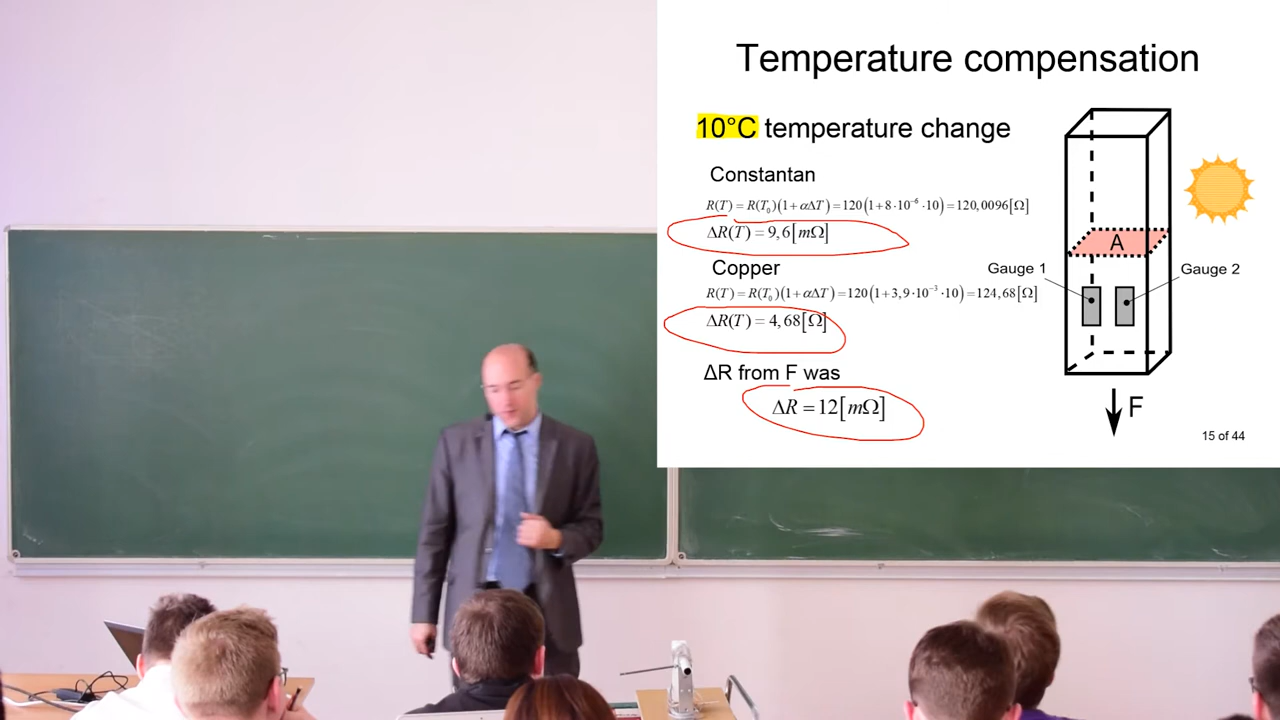 Temperature compensation
10°C temperature change
Constantan
R(T) = R(T₀)(1+αΔT) = 120(1+8·10⁻⁶·10) = 120,0096[Ω]
ΔR(T) = 9,6[mΩ]
Copper
R(T) = R(T₀)(1+αΔT) = 120(1+3,9·10⁻³·10) = 124,68[Ω]
ΔR(T) = 4,68[Ω]
ΔR from F was
ΔR = 12[mΩ]
A
Gauge 1
Gauge 2
F
15 of 44